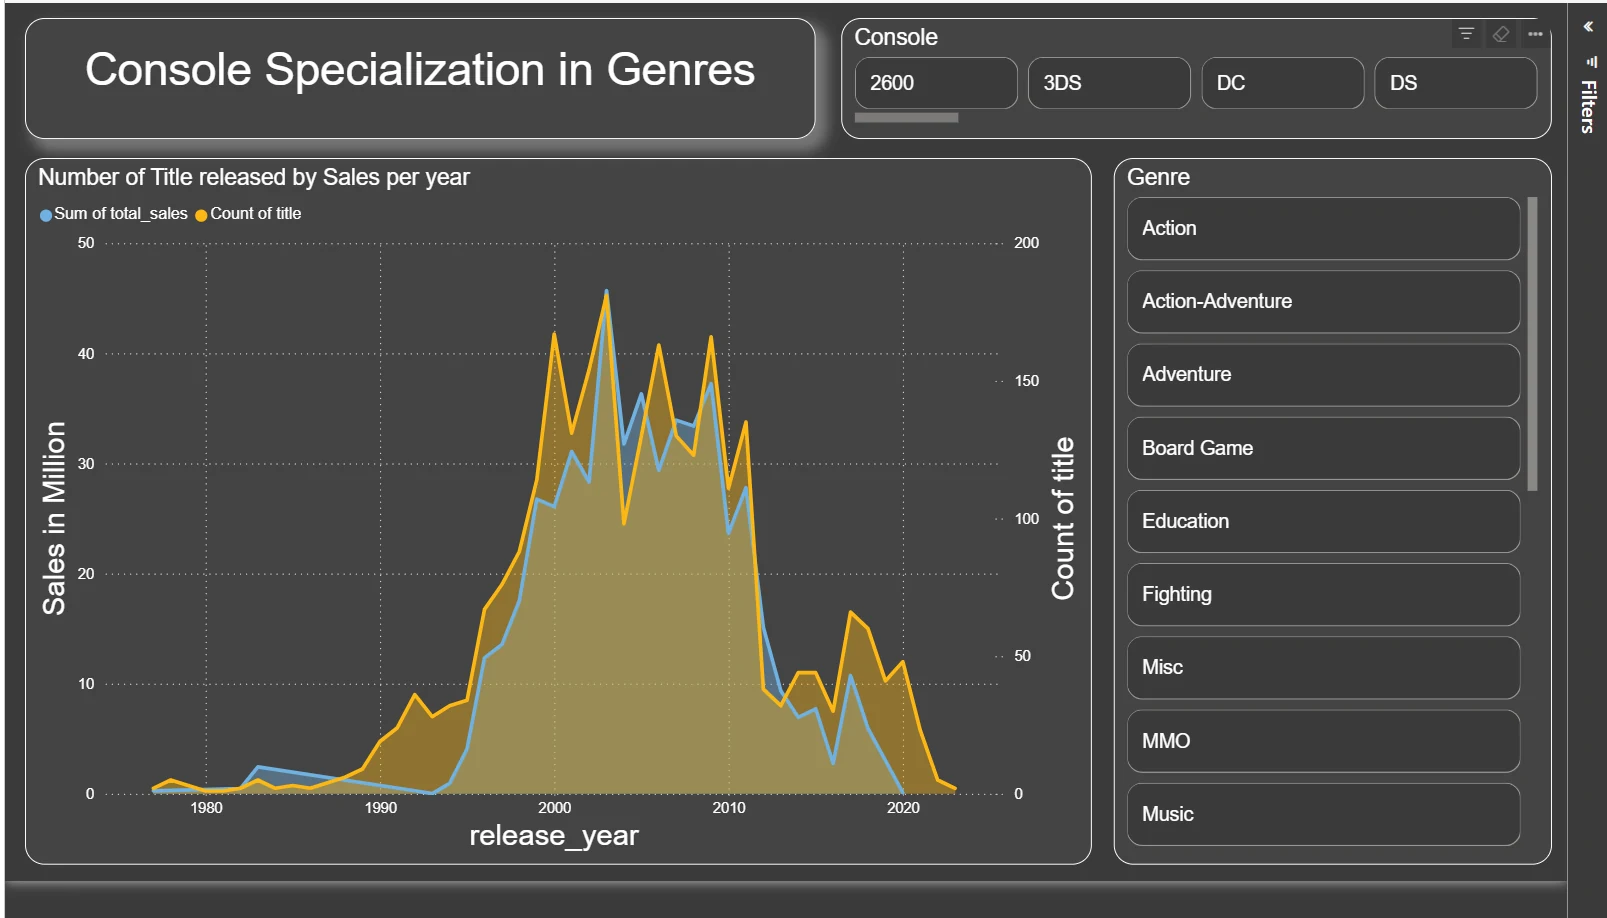 Console Specialization in Genres
Console
2600
3DS
DC
DS
Filters
Number of Title released by Sales per year
Sum of total_sales
Count of title
50
40
30
20
10
0
Sales in Million
200
150
100
50
0
Count of title
1980
1990
2000
2010
2020
release_year
Genre
Action
Action-Adventure
Adventure
Board Game
Education
Fighting
Misc
MMO
Music